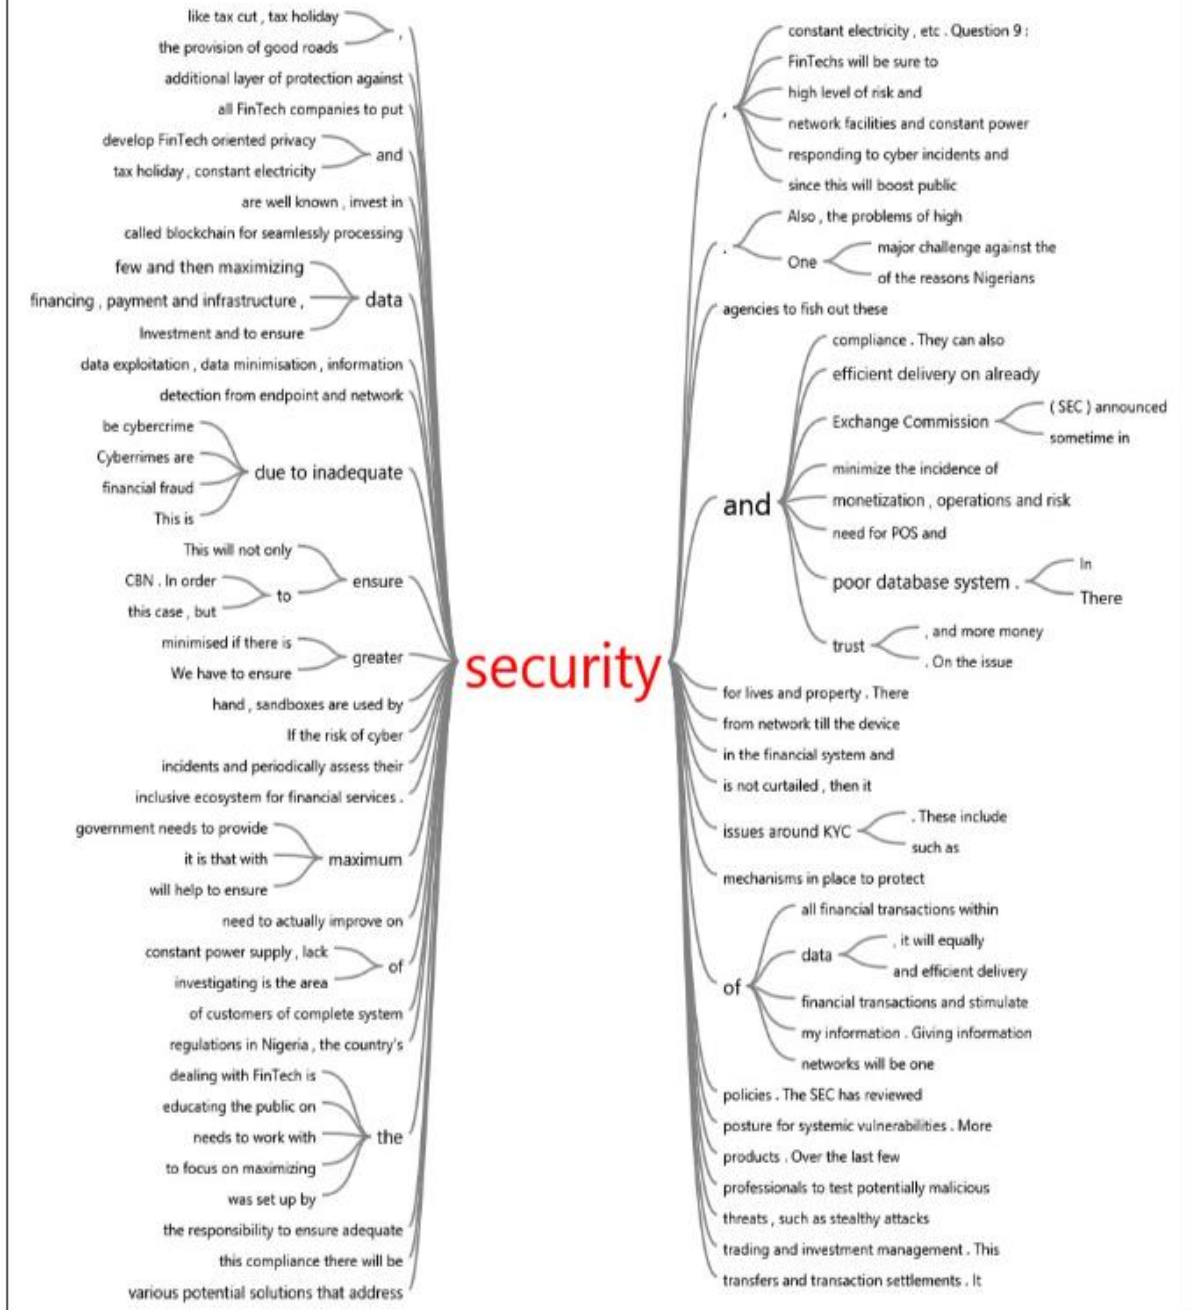 like tax cut , tax holiday
the provision of good roads
,
additional layer of protection against
all FinTech companies to put
develop FinTech oriented privacy
tax holiday , constant electricity
and
are well known , invest in
called blockchain for seamlessly processing
few and then maximizing
financing , payment and infrastructure ,
Investment and to ensure
data
data exploitation , data minimisation , information
detection from endpoint and network
be cybercrime
Cyberrimes are
financial fraud
This is
due to inadequate
This will not only
CBN . In order
this case , but
to
ensure
minimised if there is
We have to ensure
greater
hand , sandboxes are used by
If the risk of cyber
incidents and periodically assess their
inclusive ecosystem for financial services .
government needs to provide
it is that with
will help to ensure
maximum
need to actually improve on
constant power supply , lack
investigating is the area
of
of customers of complete system
regulations in Nigeria , the country's
dealing with FinTech is
educating the public on
needs to work with
to focus on maximizing
was set up by
the
the responsibility to ensure adequate
this compliance there will be
various potential solutions that address
security
,
constant electricity , etc . Question 9 :
FinTechs will be sure to
high level of risk and
network facilities and constant power
responding to cyber incidents and
since this will boost public
.
Also , the problems of high
One
major challenge against the
of the reasons Nigerians
agencies to fish out these
and
compliance . They can also
efficient delivery on already
Exchange Commission
( SEC ) announced
sometime in
minimize the incidence of
monetization , operations and risk
need for POS and
poor database system .
In
There
trust
, and more money
. On the issue
for lives and property . There
from network till the device
in the financial system and
is not curtailed , then it
issues around KYC
. These include
such as
mechanisms in place to protect
of
all financial transactions within
data
, it will equally
and efficient delivery
financial transactions and stimulate
my information . Giving information
networks will be one
policies . The SEC has reviewed
posture for systemic vulnerabilities . More
products . Over the last few
professionals to test potentially malicious
threats , such as stealthy attacks
trading and investment management . This
transfers and transaction settlements . It